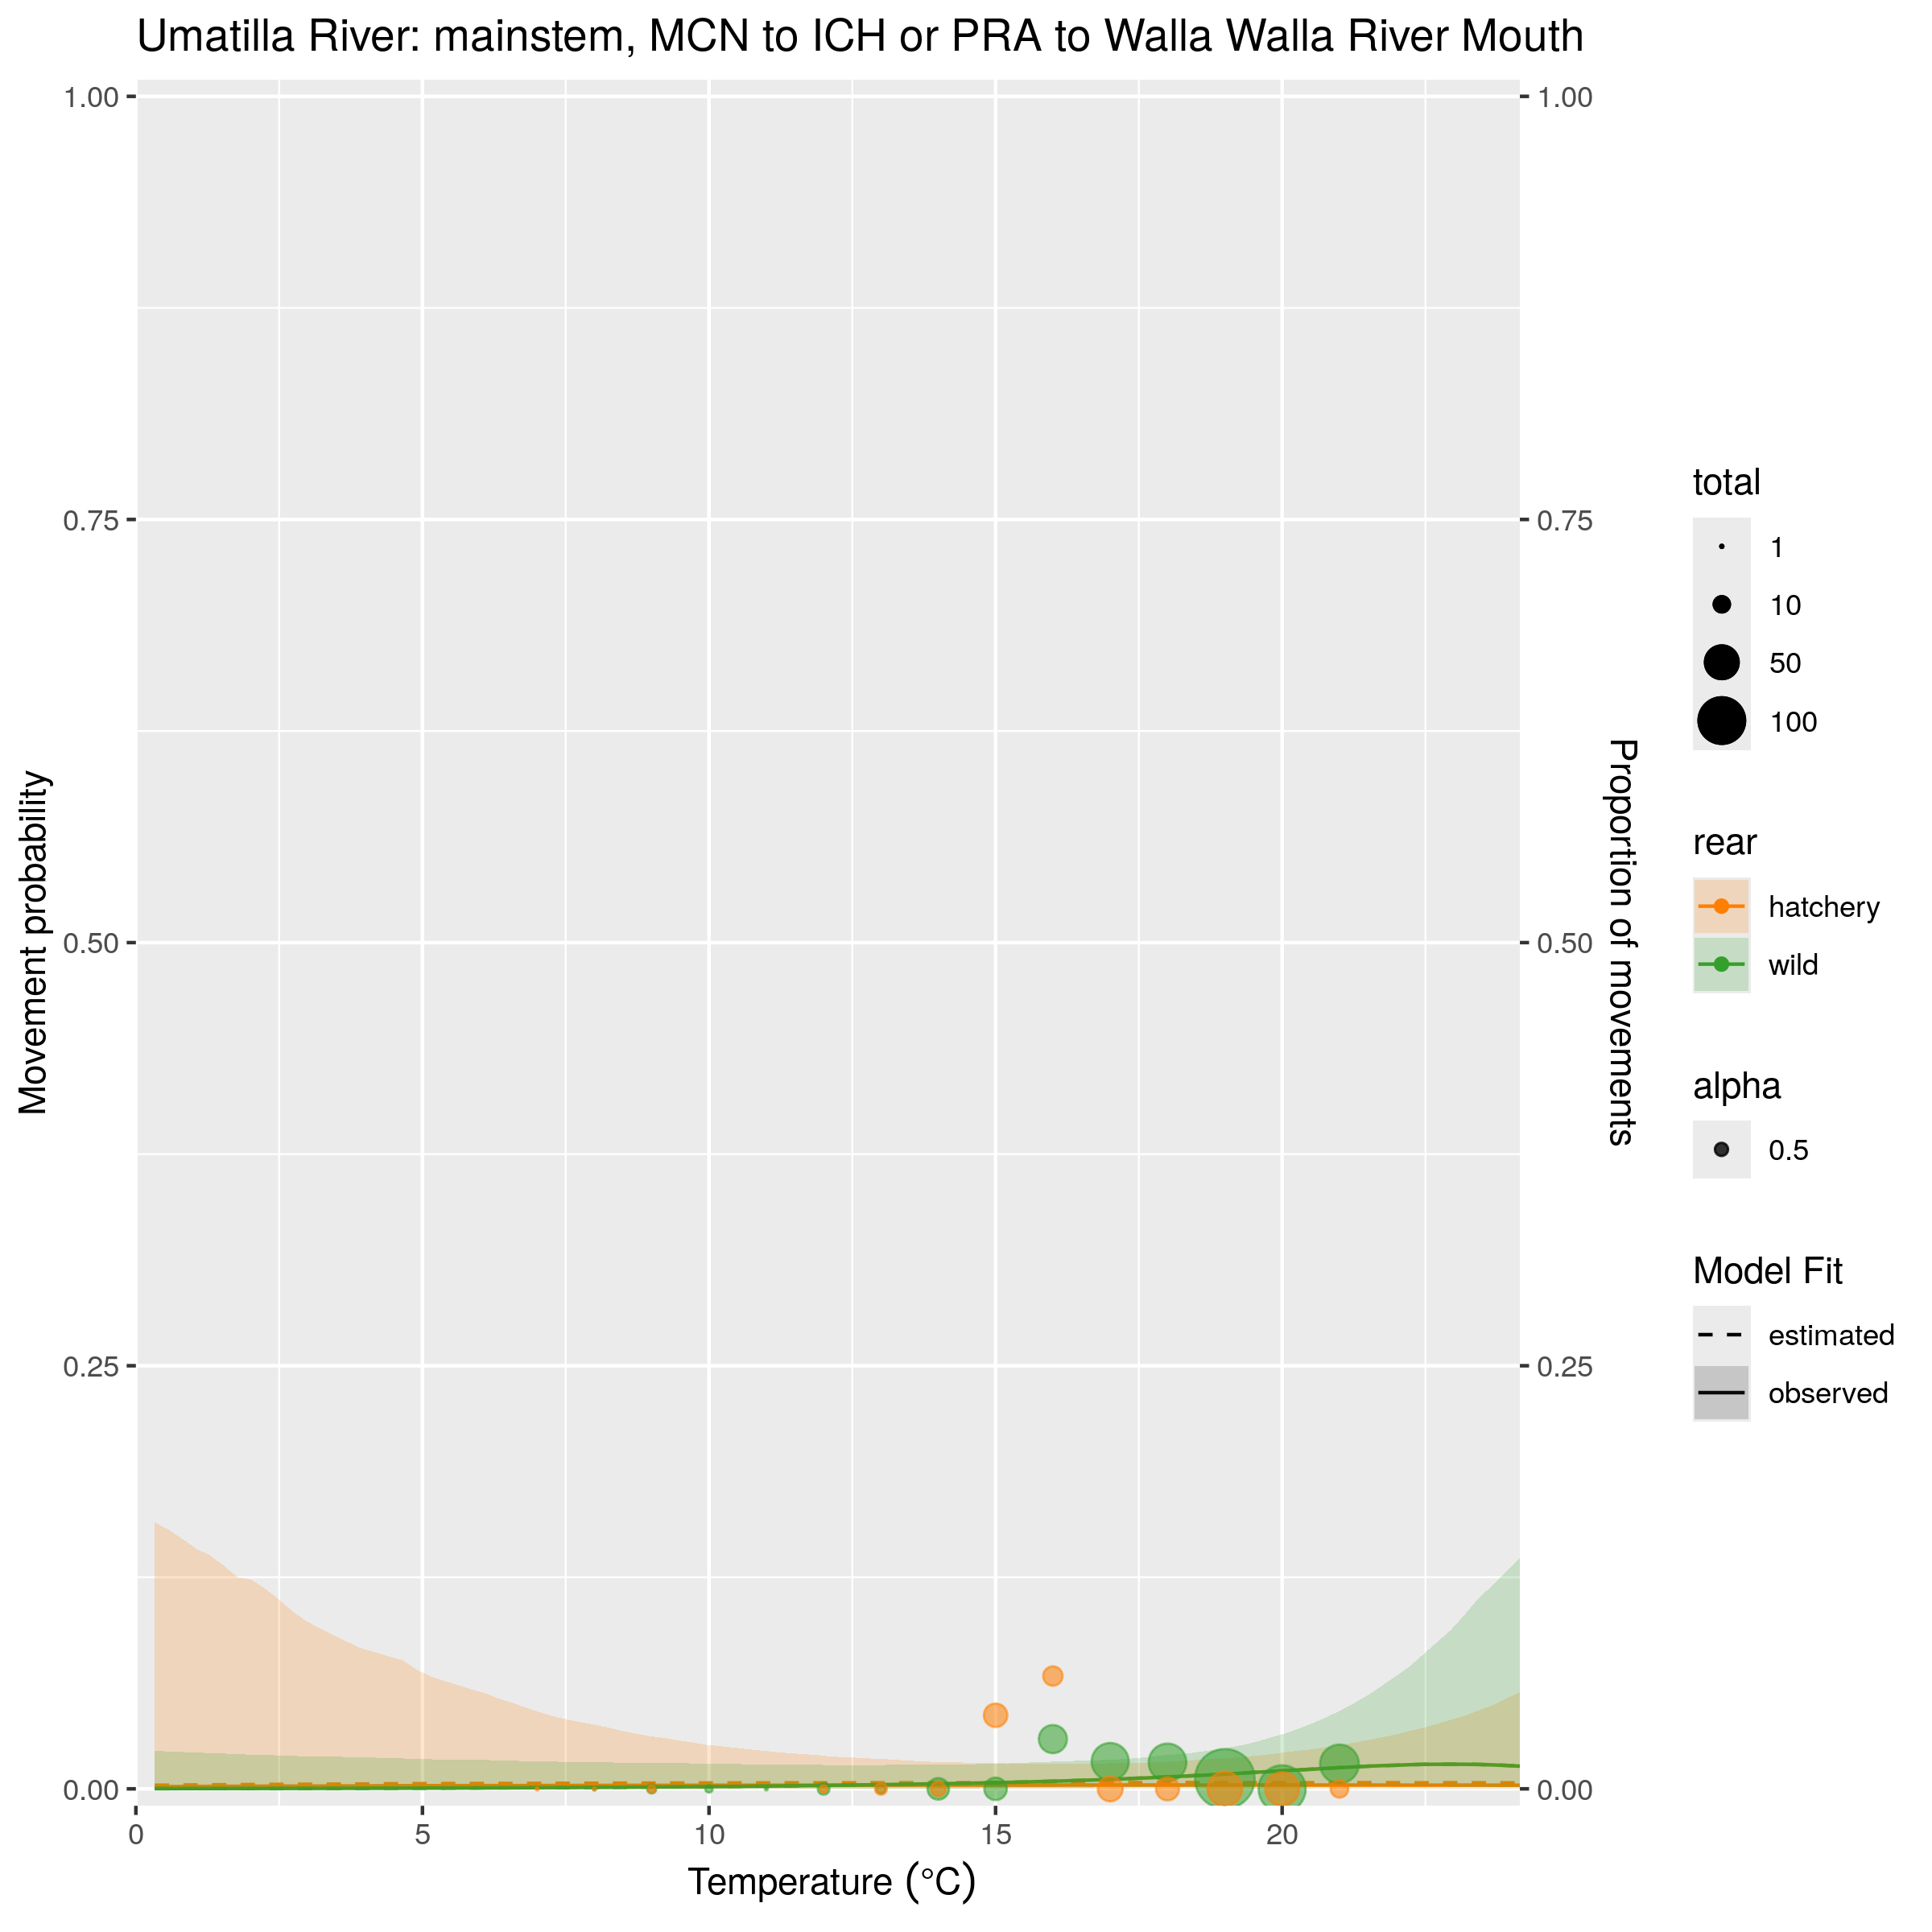 Umatilla River: mainstem, MCN to ICH or PRA to Walla Walla River Mouth
1.00
0.75
0.50
0.25
0.00
Movement probability
0
5
10
15
20
Temperature (°C)
1.00
0.75
0.50
0.25
0.00
Proportion of movements
total
1
10
50
100
rear
hatchery
wild
alpha
0.5
Model Fit
estimated
observed